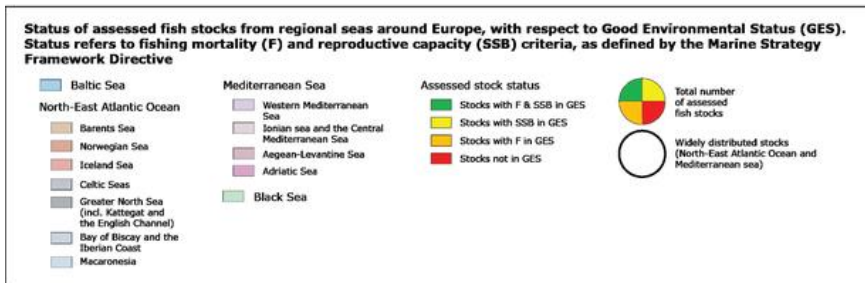 Status of assessed fish stocks from regional seas around Europe, with respect to Good Environmental Status (GES).
Status refers to fishing mortality (F) and reproductive capacity (SSB) criteria, as defined by the Marine Strategy
Framework Directive
Baltic Sea
North-East Atlantic Ocean
Barents Sea
Norwegian Sea
Iceland Sea
Celtic Seas
Greater North Sea
(incl. Kattegat and
the English Channel)
Bay of Biscay and the
Iberian Coast
Macaronesia
Mediterranean Sea
Western Mediterranean
Sea
Ionian sea and the Central
Mediterranean Sea
Aegean-Levantine Sea
Adriatic Sea
Black Sea
Assessed stock status
Stocks with F & SSB in GES
Stocks with SSB in GES
Stocks with F in GES
Stocks not in GES
Total number
of assessed
fish stocks
Widely distributed stocks
(North-East Atlantic Ocean and
Mediterranean sea)